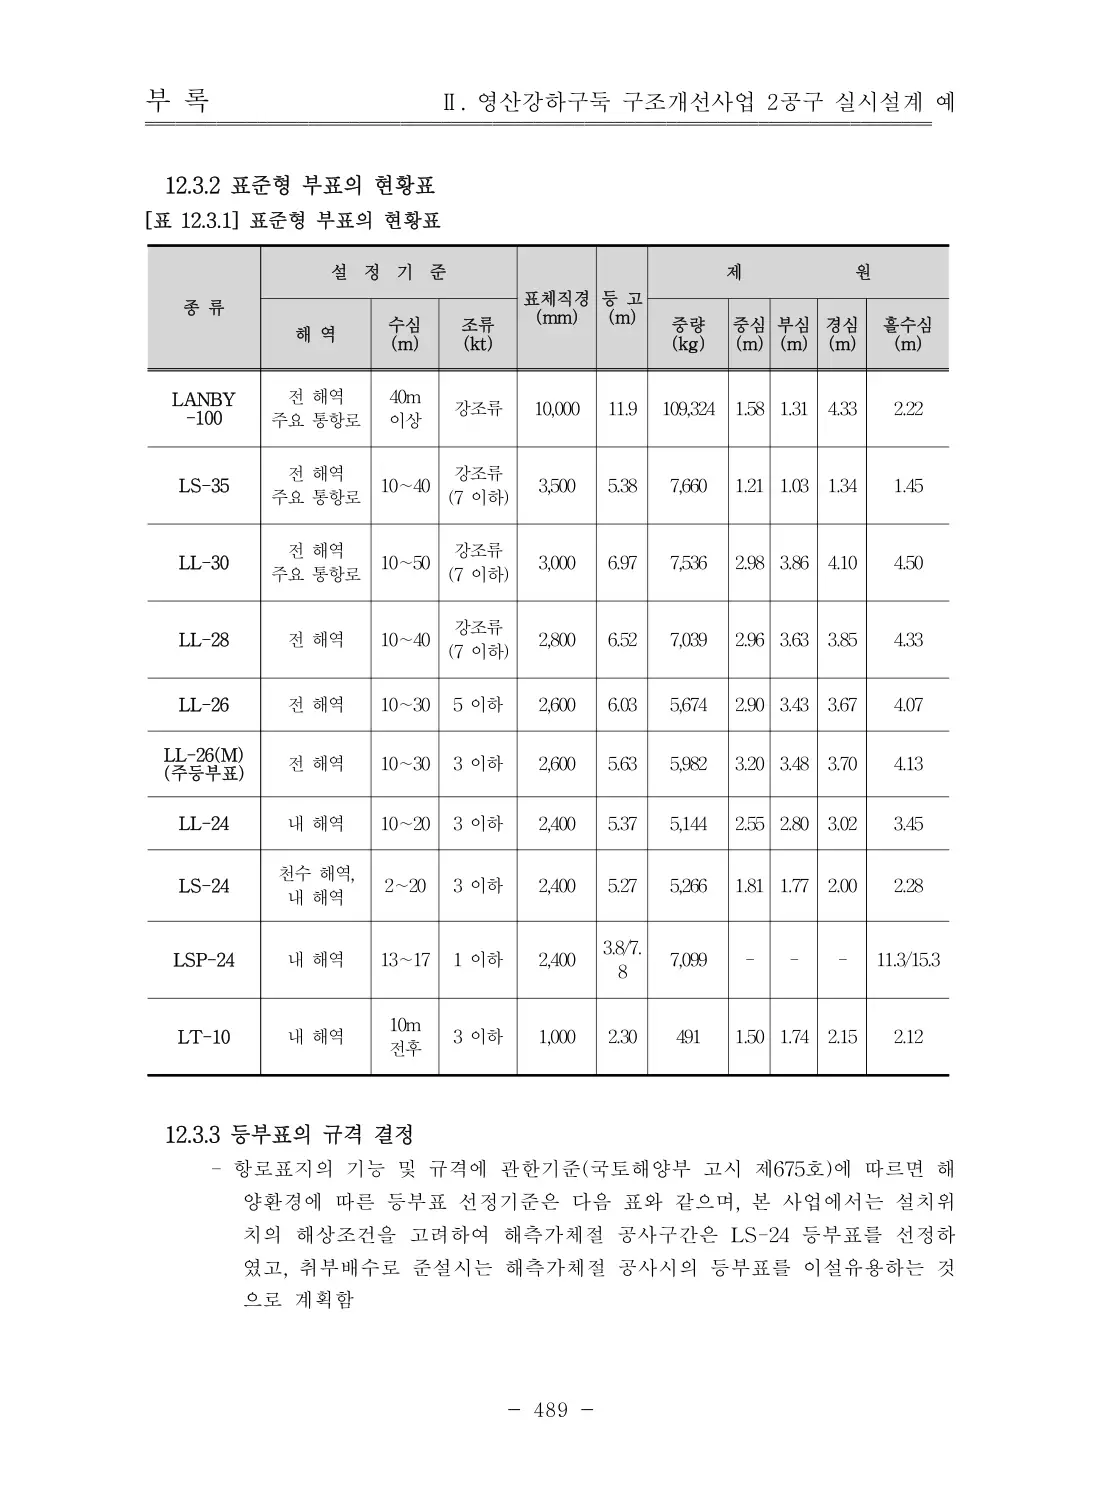 부 록 Ⅱ. 영산강하구둑 구조개선사업 2공구 실시설계 예
12.3.2 표준형 부표의 현황표
[표 12.3.1] 표준형 부표의 현황표
종 류 설 정 기 준 표체직경 (mm) 등 고 (m) 제 원
해 역 수심 (m) 조류 (kt) 중량 (kg) 중심 (m) 부심 (m) 경심 (m) 흘수심 (m)
LANBY -100 전 해역 주요 통항로 40m 이상 강조류 10,000 11.9 109,324 1.58 1.31 4.33 2.22
LS-35 전 해역 주요 통항로 10~40 강조류 (7 이하) 3,500 5.38 7,660 1.21 1.03 1.34 1.45
LL-30 전 해역 주요 통항로 10~50 강조류 (7 이하) 3,000 6.97 7,536 2.98 3.86 4.10 4.50
LL-28 전 해역 10~40 강조류 (7 이하) 2,800 6.52 7,039 2.96 3.63 3.85 4.33
LL-26 전 해역 10~30 5 이하 2,600 6.03 5,674 2.90 3.43 3.67 4.07
LL-26(M) (주등부표) 전 해역 10~30 3 이하 2,600 5.63 5,982 3.20 3.48 3.70 4.13
LL-24 내 해역 10~20 3 이하 2,400 5.37 5,144 2.55 2.80 3.02 3.45
LS-24 천수 해역, 내 해역 2~20 3 이하 2,400 5.27 5,266 1.81 1.77 2.00 2.28
LSP-24 내 해역 13~17 1 이하 2,400 3.8/7.8 7,099 - - - 11.3/15.3
LT-10 내 해역 10m 전후 3 이하 1,000 2.30 491 1.50 1.74 2.15 2.12
12.3.3 등부표의 규격 결정
- 항로표지의 기능 및 규격에 관한기준(국토해양부 고시 제675호)에 따르면 해
양환경에 따른 등부표 선정기준은 다음 표와 같으며, 본 사업에서는 설치위
치의 해상조건을 고려하여 해측가체절 공사구간은 LS-24 등부표를 선정하
였고, 취부배수로 준설시는 해측가체절 공사시의 등부표를 이설유용하는 것
으로 계획함
- 489 -